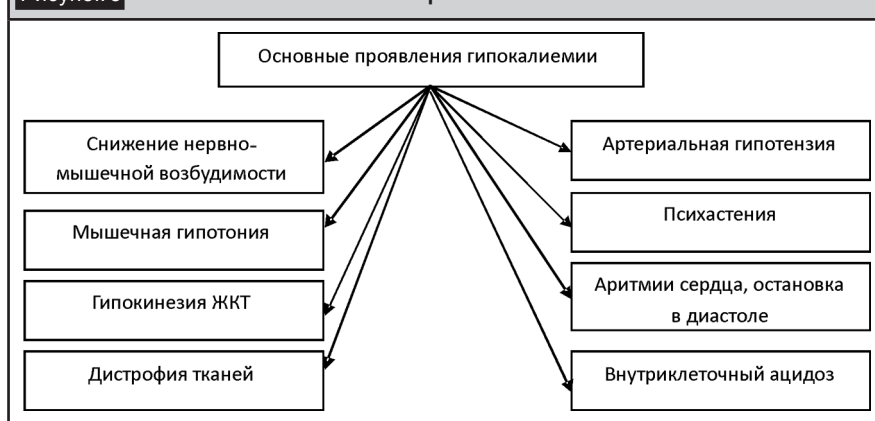 Основные проявления гипокалиемии
Снижение нервно-
мышечной возбудимости
Мышечная гипотония
Гипокинезия ЖКТ
Дистрофия тканей
Артериальная гипотензия
Психастения
Аритмии сердца, остановка
в диастоле
Внутриклеточный ацидоз